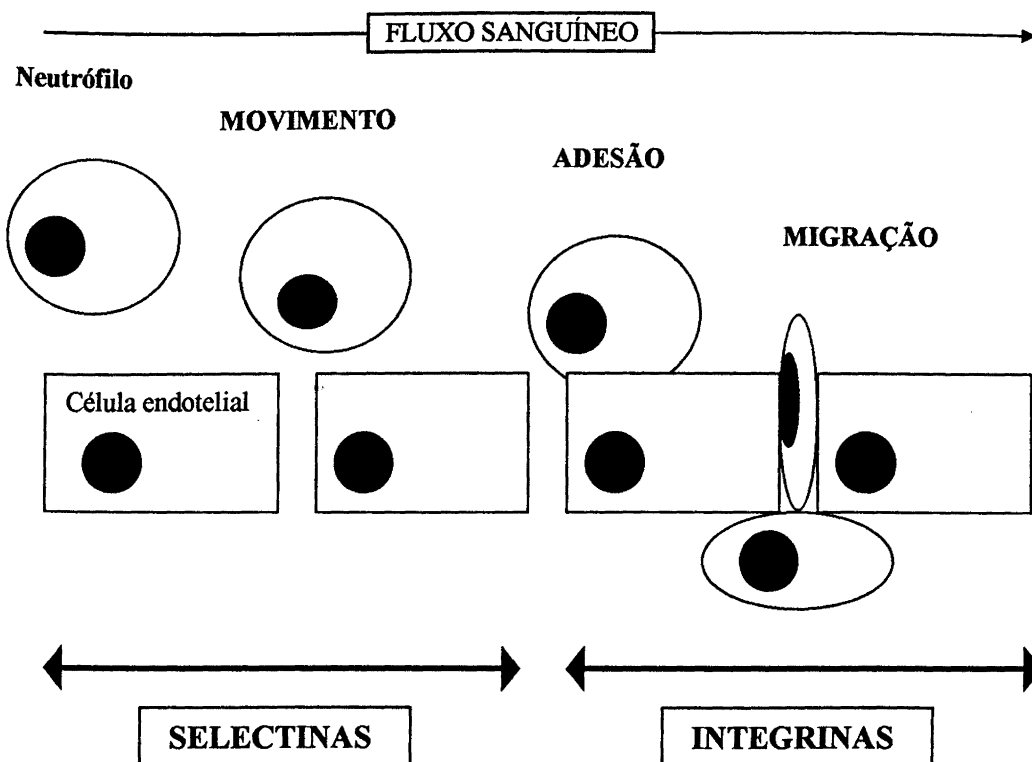 FLUXO SANGUÍNEO
Neutrófilo
MOVIMENTO
ADESÃO
MIGRAÇÃO
Célula endotelial
SELECTINAS
INTEGRINAS